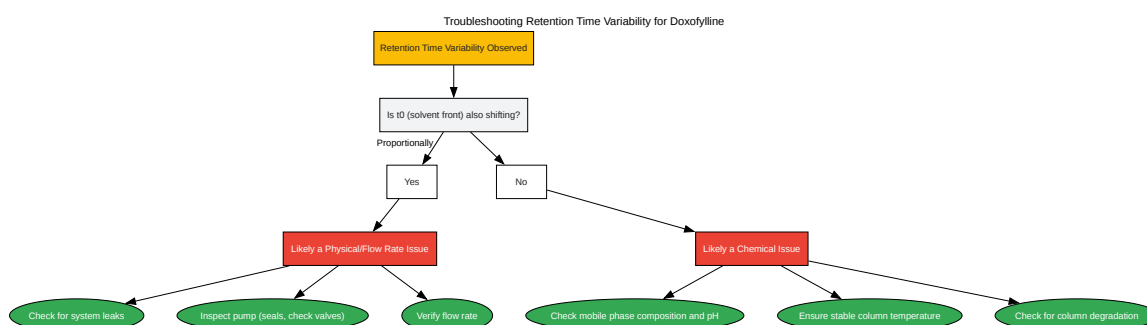 Troubleshooting Retention Time Variability for Doxofylline
Retention Time Variability Observed
Is t0 (solvent front) also shifting?
Proportionally
Yes
No
Likely a Physical/Flow Rate Issue
Likely a Chemical Issue
Check for system leaks
Inspect pump (seals, check valves)
Verify flow rate
Check mobile phase composition and pH
Ensure stable column temperature
Check for column degradation